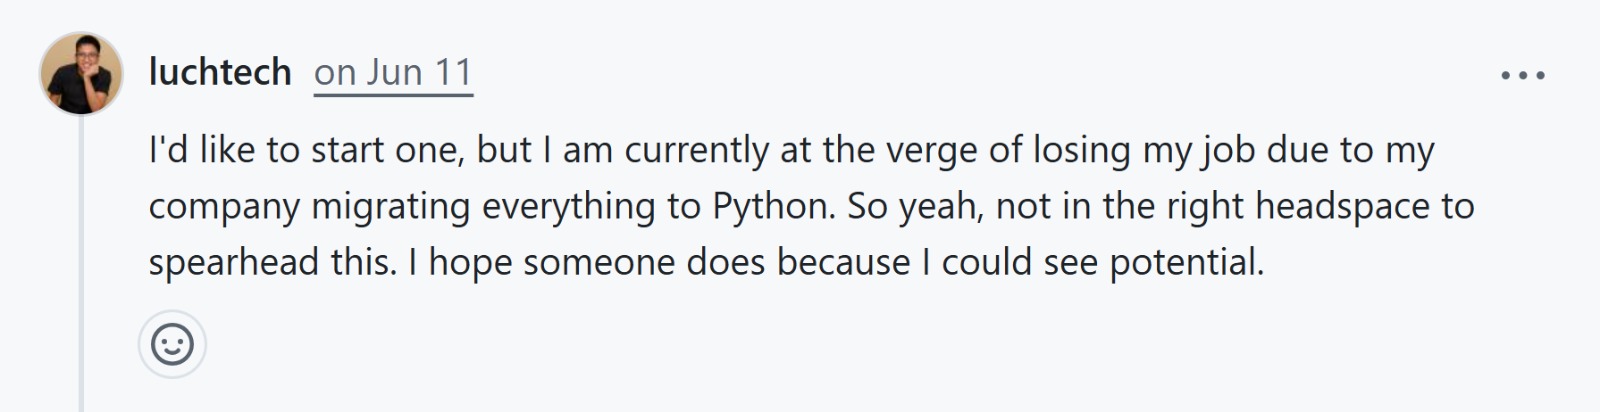 luchtech on Jun 11
I'd like to start one, but I am currently at the verge of losing my job due to my
company migrating everything to Python. So yeah, not in the right headspace to
spearhead this. I hope someone does because I could see potential.